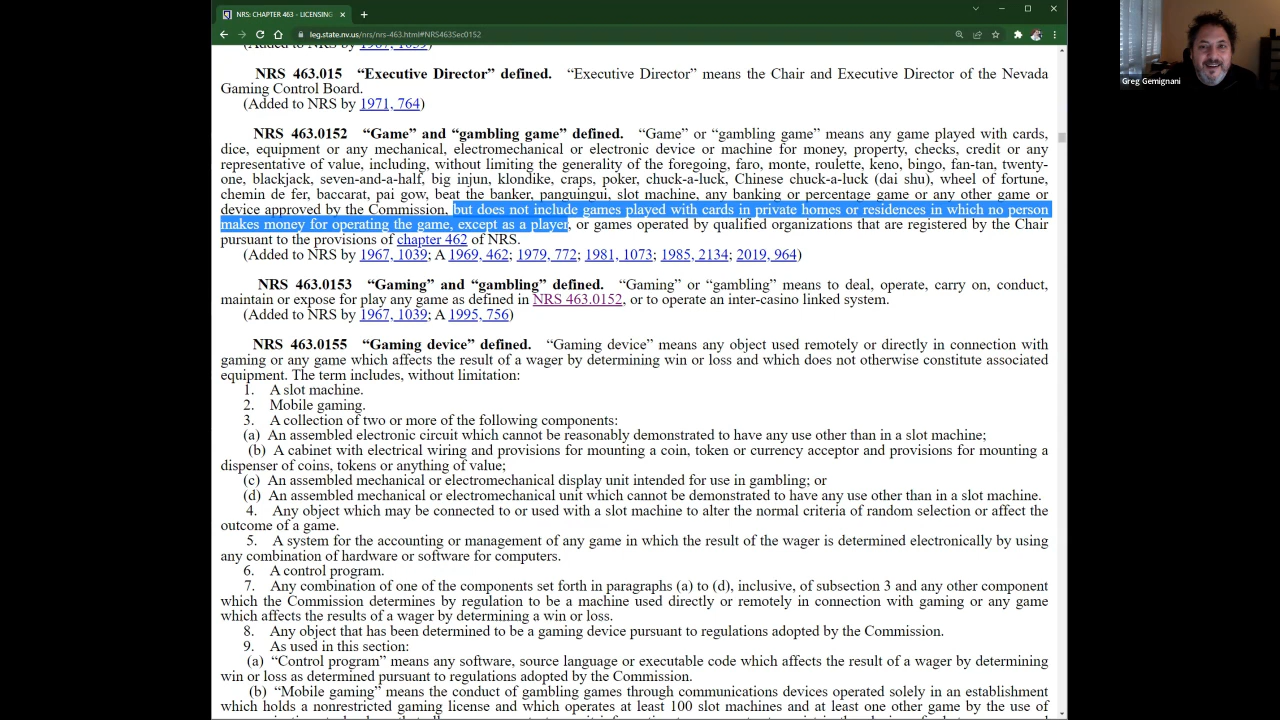 NRS: CHAPTER 463 - LICENSING
leg.state.nv.us/nrs/nrs-463.html#NRS463Sec0152
Greg Gemignani
(Added to NRS by 1967, 1039)
NRS 463.015 “Executive Director” defined. “Executive Director” means the Chair and Executive Director of the Nevada
Gaming Control Board.
(Added to NRS by 1971, 764)
NRS 463.0152 “Game” and “gambling game” defined. “Game” or “gambling game” means any game played with cards,
dice, equipment or any mechanical, electromechanical or electronic device or machine for money, property, checks, credit or any
representative of value, including, without limiting the generality of the foregoing, faro, monte, roulette, keno, bingo, fan-tan, twenty-
one, blackjack, seven-and-a-half, big injun, klondike, craps, poker, chuck-a-luck, Chinese chuck-a-luck (dai shu), wheel of fortune,
chemin de fer, baccarat, pai gow, beat the banker, panguingui, slot machine, any banking or percentage game or any other game or
device approved by the Commission, but does not include games played with cards in private homes or residences in which no person
makes money for operating the game, except as a player, or games operated by qualified organizations that are registered by the Chair
pursuant to the provisions of chapter 462 of NRS.
(Added to NRS by 1967, 1039; A 1969, 462; 1979, 772; 1981, 1073; 1985, 2134; 2019, 964)
NRS 463.0153 “Gaming” and “gambling” defined. “Gaming” or “gambling” means to deal, operate, carry on, conduct,
maintain or expose for play any game as defined in NRS 463.0152, or to operate an inter-casino linked system.
(Added to NRS by 1967, 1039; A 1995, 756)
NRS 463.0155 “Gaming device” defined. “Gaming device” means any object used remotely or directly in connection with
gaming or any game which affects the result of a wager by determining win or loss and which does not otherwise constitute associated
equipment. The term includes, without limitation:
1. A slot machine.
2. Mobile gaming.
3. A collection of two or more of the following components:
(a) An assembled electronic circuit which cannot be reasonably demonstrated to have any use other than in a slot machine;
(b) A cabinet with electrical wiring and provisions for mounting a coin, token or currency acceptor and provisions for mounting a
dispenser of coins, tokens or anything of value;
(c) An assembled mechanical or electromechanical display unit intended for use in gambling; or
(d) An assembled mechanical or electromechanical unit which cannot be demonstrated to have any use other than in a slot machine.
4. Any object which may be connected to or used with a slot machine to alter the normal criteria of random selection or affect the
outcome of a game.
5. A system for the accounting or management of any game in which the result of the wager is determined electronically by using
any combination of hardware or software for computers.
6. A control program.
7. Any combination of one of the components set forth in paragraphs (a) to (d), inclusive, of subsection 3 and any other component
which the Commission determines by regulation to be a machine used directly or remotely in connection with gaming or any game
which affects the results of a wager by determining a win or loss.
8. Any object that has been determined to be a gaming device pursuant to regulations adopted by the Commission.
9. As used in this section:
(a) “Control program” means any software, source language or executable code which affects the result of a wager by determining
win or loss as determined pursuant to regulations adopted by the Commission.
(b) “Mobile gaming” means the conduct of gambling games through communications devices operated solely in an establishment
which holds a nonrestricted gaming license and which operates at least 100 slot machines and at least one other game by the use of